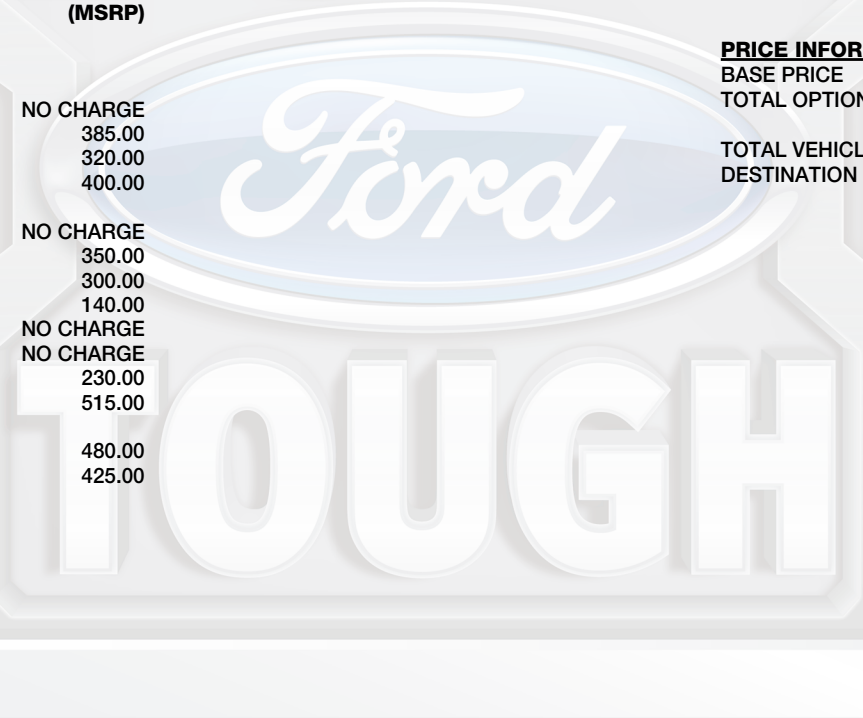 (MSRP)
NO CHARGE
385.00
320.00
400.00
NO CHARGE
350.00
300.00
140.00
NO CHARGE
NO CHARGE
230.00
515.00
480.00
425.00
PRICE INFOR
BASE PRICE
TOTAL OPTION
TOTAL VEHICL
DESTINATION
Ford
TOUGH